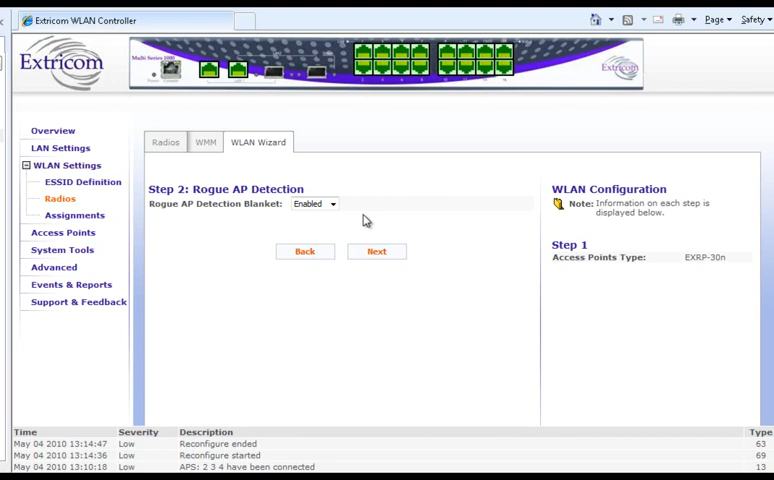 Extricom WLAN Controller
Page
Safety
Extricom
Multi Series 1000
Extricom
Overview
LAN Settings
WLAN Settings
ESSID Definition
Radios
Assignments
Access Points
System Tools
Advanced
Events & Reports
Support & Feedback
Radios WMM WLAN Wizard
Step 2: Rogue AP Detection
Rogue AP Detection Blanket: Enabled
Back Next
WLAN Configuration
Note: Information on each step is
displayed below.
Step 1
Access Points Type: EXRP-30n
Time Severity Description Type
May 04 2010 13:14:47 Low Reconfigure ended 63
May 04 2010 13:14:36 Low Reconfigure started 69
May 04 2010 13:10:18 Low APS: 2 3 4 have been connected 13